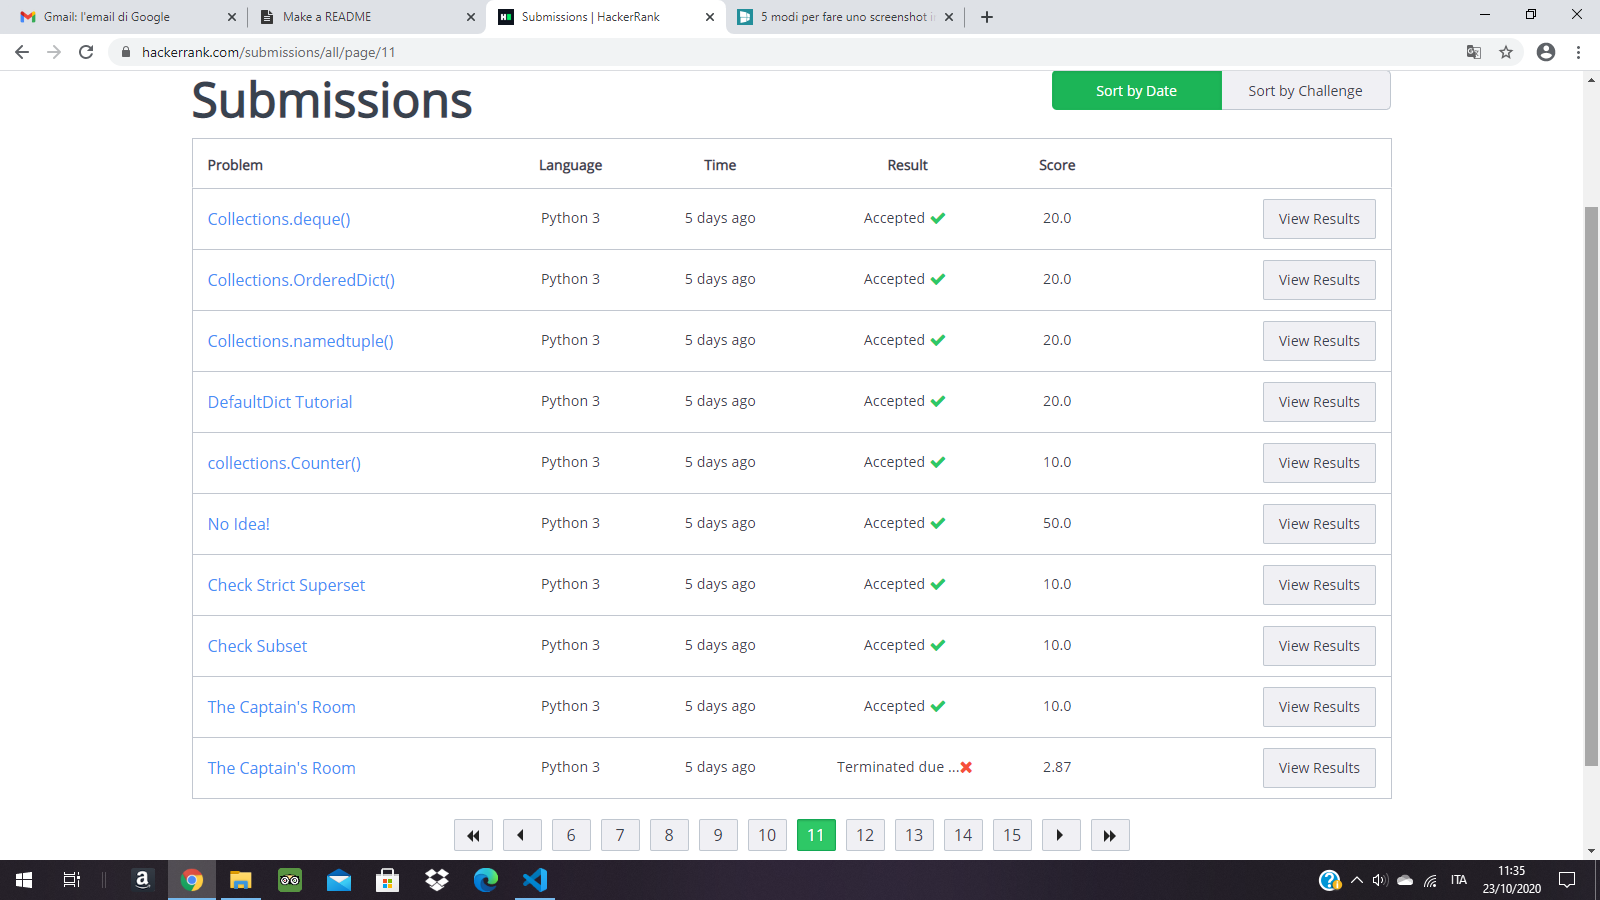 Gmail: l'email di Google
Make a README
Submissions | HackerRank
5 modi per fare uno screenshot i
hackerrank.com/submissions/all/page/11
Submissions
Sort by Date Sort by Challenge
Problem Language Time Result Score
Collections.deque() Python 3 5 days ago Accepted 20.0 View Results
Collections.OrderedDict() Python 3 5 days ago Accepted 20.0 View Results
Collections.namedtuple() Python 3 5 days ago Accepted 20.0 View Results
DefaultDict Tutorial Python 3 5 days ago Accepted 20.0 View Results
collections.Counter() Python 3 5 days ago Accepted 10.0 View Results
No Idea! Python 3 5 days ago Accepted 50.0 View Results
Check Strict Superset Python 3 5 days ago Accepted 10.0 View Results
Check Subset Python 3 5 days ago Accepted 10.0 View Results
The Captain's Room Python 3 5 days ago Accepted 10.0 View Results
The Captain's Room Python 3 5 days ago Terminated due ... 2.87 View Results
6 7 8 9 10 11 12 13 14 15
ITA
11:35
23/10/2020